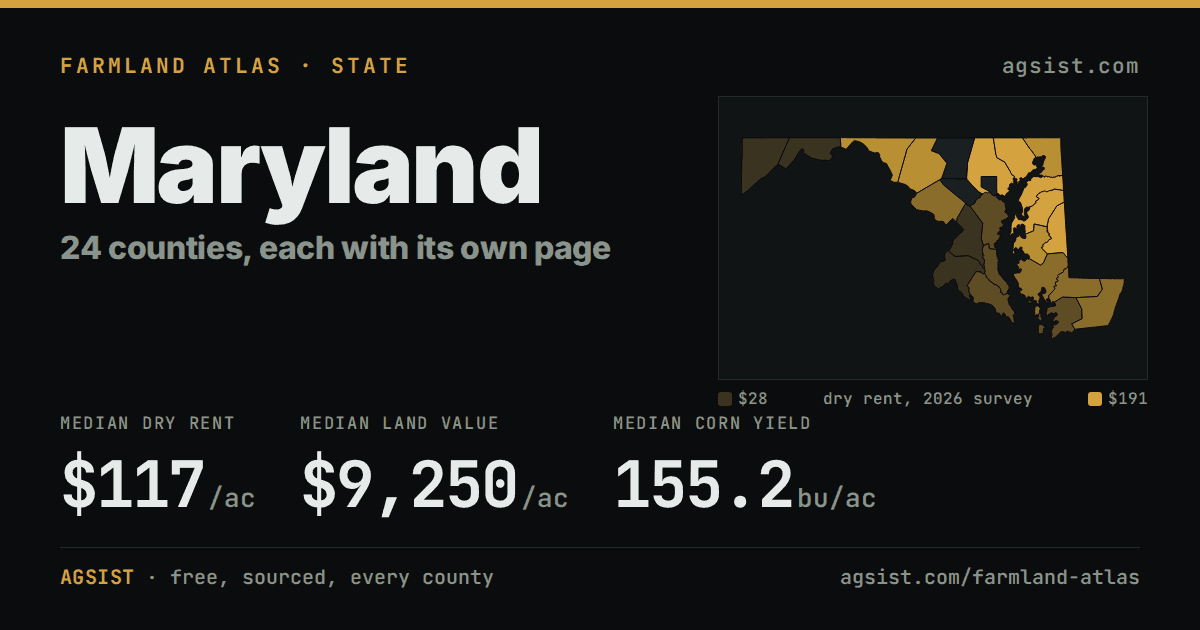 FARMLAND ATLAS · STATE
agsist.com
Maryland
24 counties, each with its own page
$28
dry rent, 2026 survey
$191
MEDIAN DRY RENT
MEDIAN LAND VALUE
MEDIAN CORN YIELD
$117/ac
$9,250/ac
155.2bu/ac
AGSIST · free, sourced, every county
agsist.com/farmland-atlas